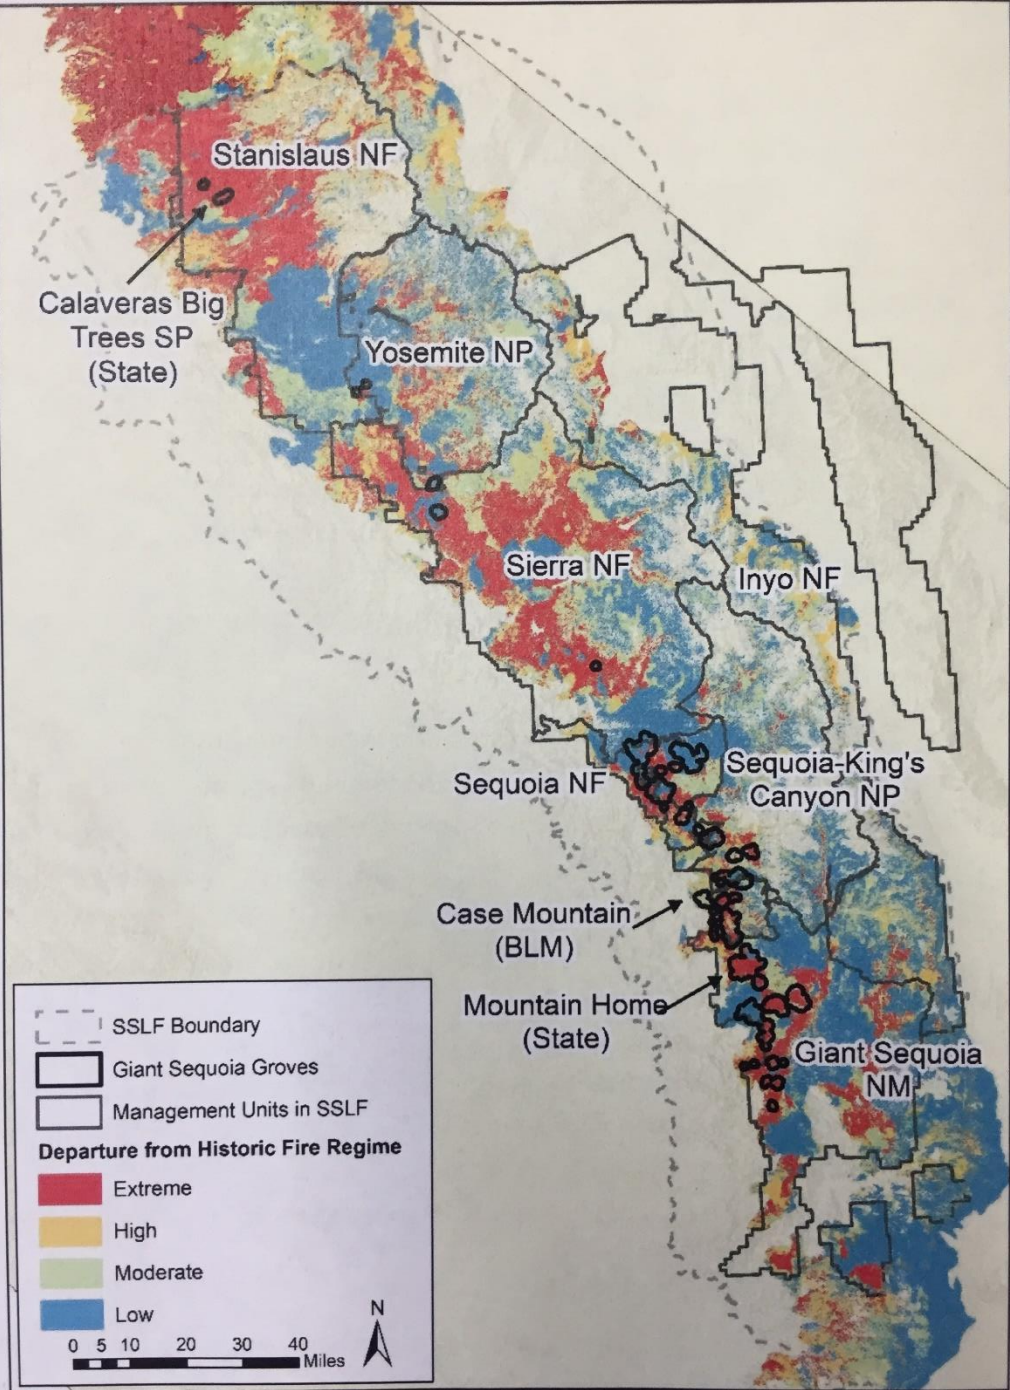 Stanislaus NF
Calaveras Big
Trees SP
(State)
Yosemite NP
Sierra NF
Inyo NF
Sequoia NF
Sequoia-King's
Canyon NP
Case Mountain
(BLM)
Mountain Home
(State)
Giant Sequoia
NM
SSLF Boundary
Giant Sequoia Groves
Management Units in SSLF
Departure from Historic Fire Regime
Extreme
High
Moderate
Low
N
0 5 10 20 30 40
Miles